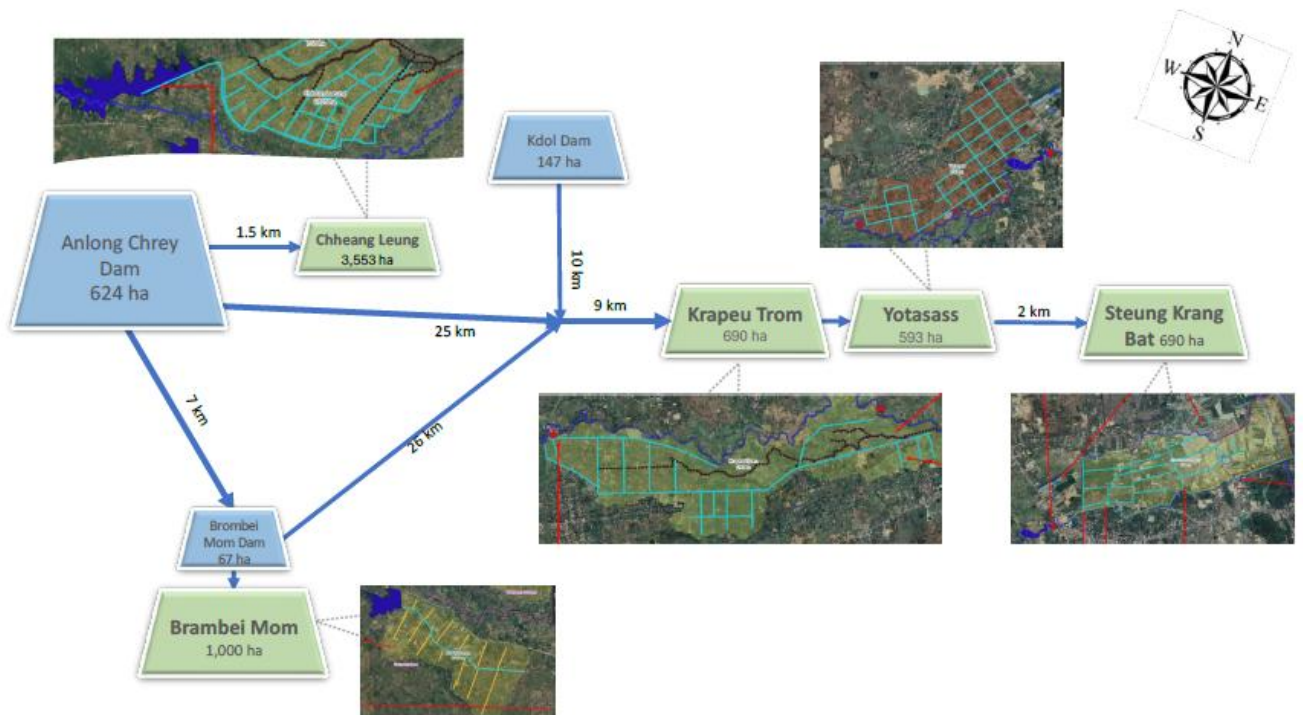 N
W
E
S
Kdol Dam
147 ha
Anlong Chrey
Dam
624 ha
1.5 km
Chheang Leung
3,553 ha
10 km
25 km
9 km
Krapeu Trom
690 ha
Yotasass
593 ha
2 km
Steung Krang
Bat 690 ha
7 km
26 km
Brombei
Mom Dam
67 ha
Brambei Mom
1,000 ha